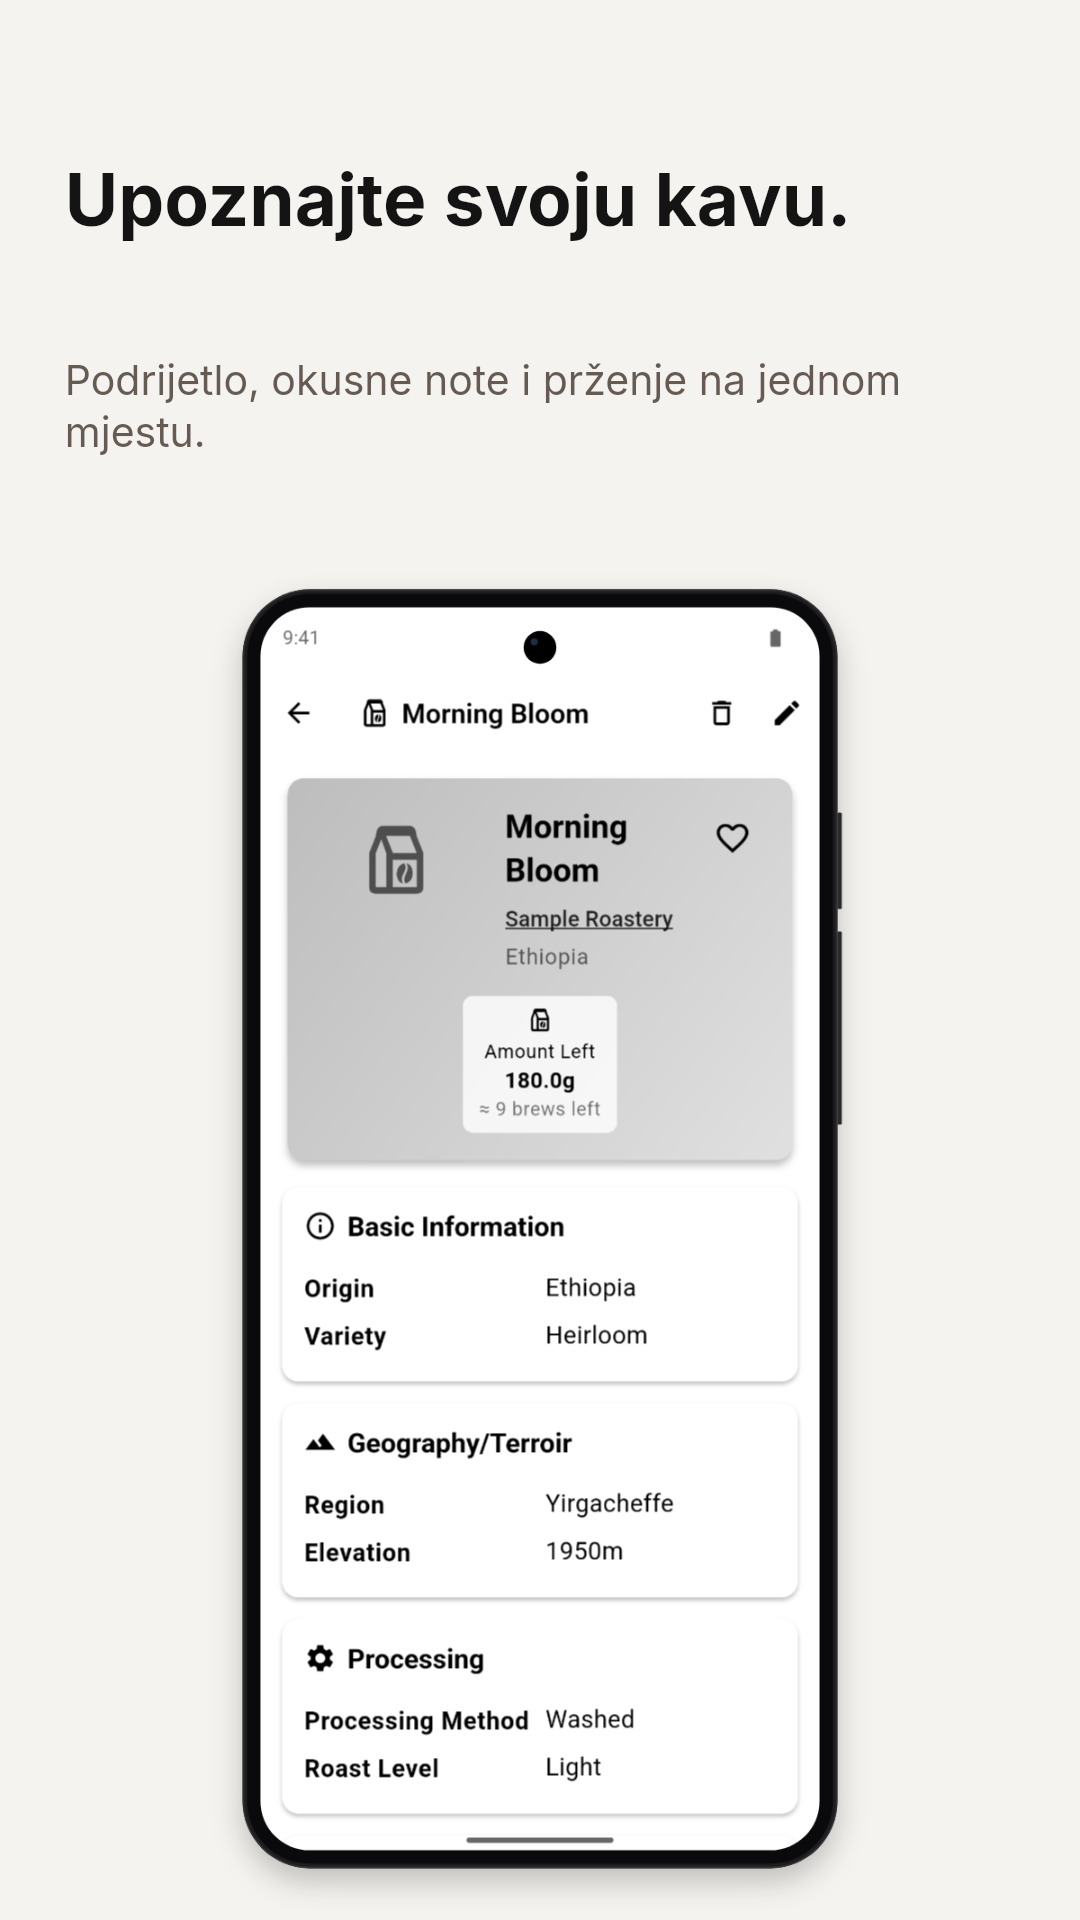 Upoznajte svoju kavu.
Podrijetlo, okusne note i prženje na jednom
mjestu.
9:41
Morning Bloom
Morning
Bloom
Sample Roastery
Ethiopia
Amount Left
180.0g
≈ 9 brews left
Basic Information
Origin Ethiopia
Variety Heirloom
Geography/Terroir
Region Yirgacheffe
Elevation 1950m
Processing
Processing Method Washed
Roast Level Light